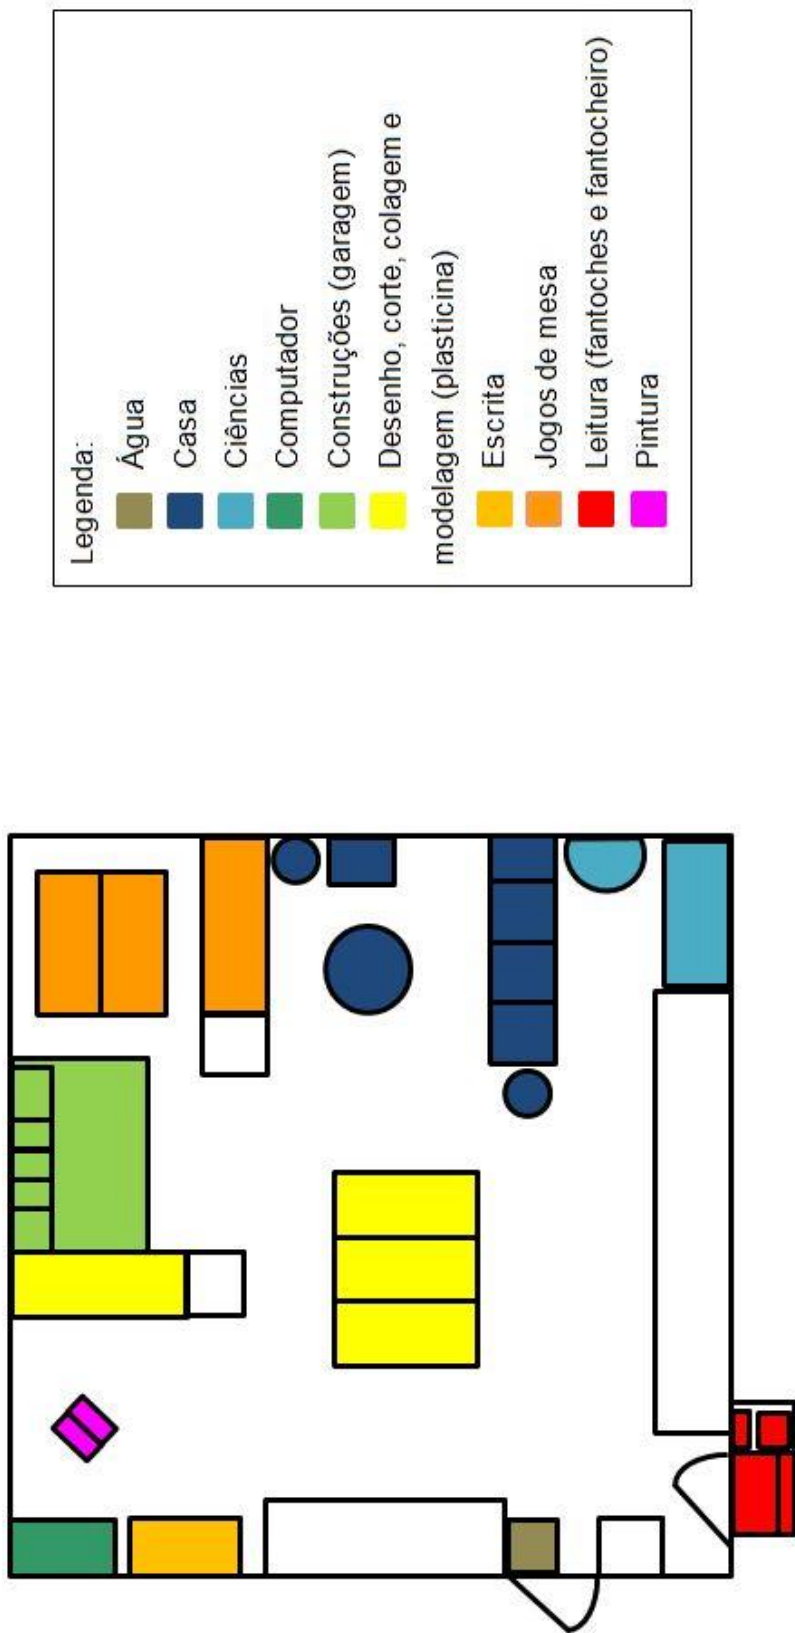 Legenda:
Água
Casa
Ciências
Computador
Construções (garagem)
Desenho, corte, colagem e
modelagem (plasticina)
Escrita
Jogos de mesa
Leitura (fantoches e fantocheiro)
Pintura